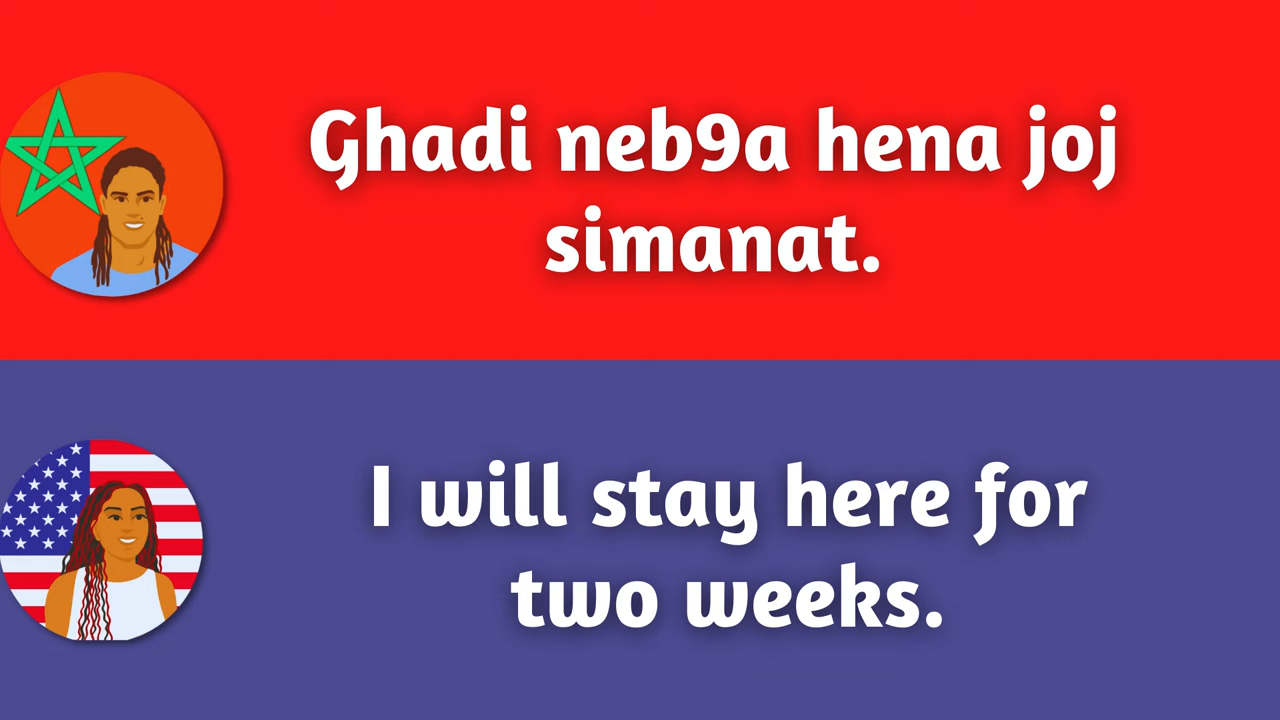 Ghadi neb9a hena joj
simanat.
I will stay here for
two weeks.